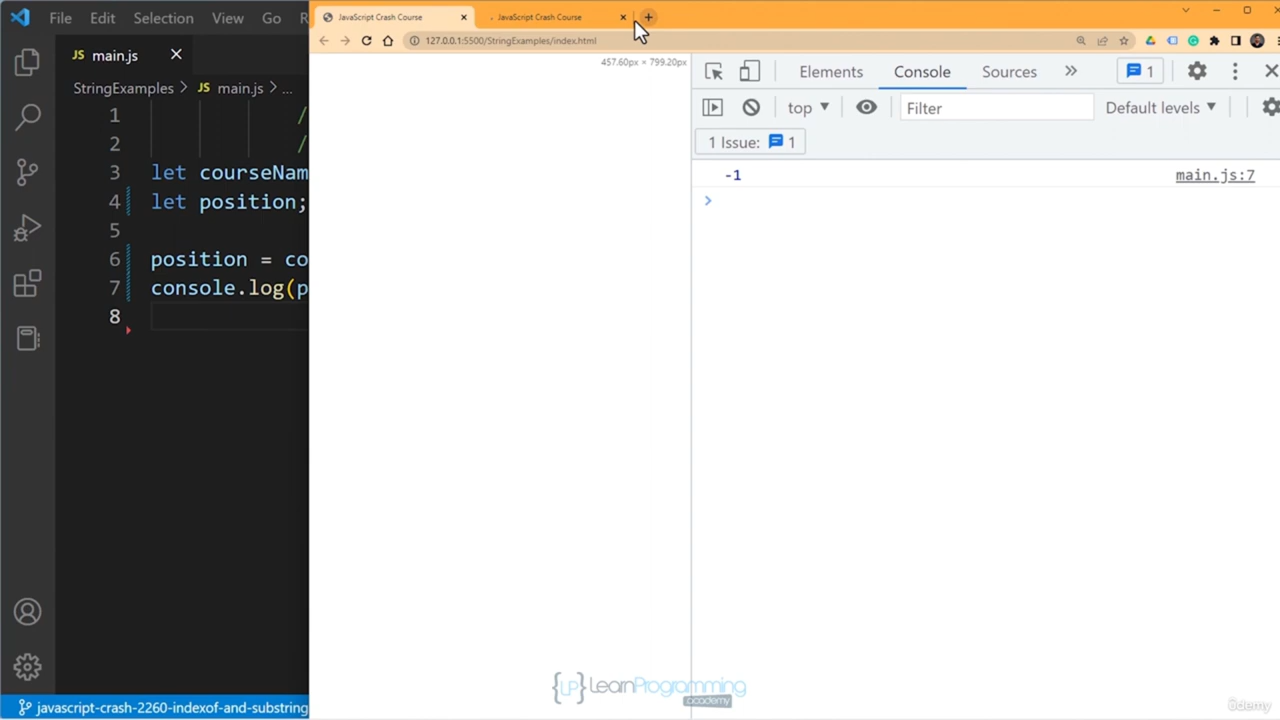 File Edit Selection View Go R
JS main.js
StringExamples > JS main.js > ...
1 /
2 /
3 let courseNam
4 let position;
5
6 position = co
7 console.log(p
8
javascript-crash-2260-indexof-and-substring
JavaScript Crash Course
JavaScript Crash Course
127.0.0.1:5500/StringExamples/index.html
457.60px × 799.20px
Elements Console Sources » 1
top Filter Default levels
1 Issue: 1
-1 main.js:7
>
{LP} LearnProgramming
academy
ûdemy